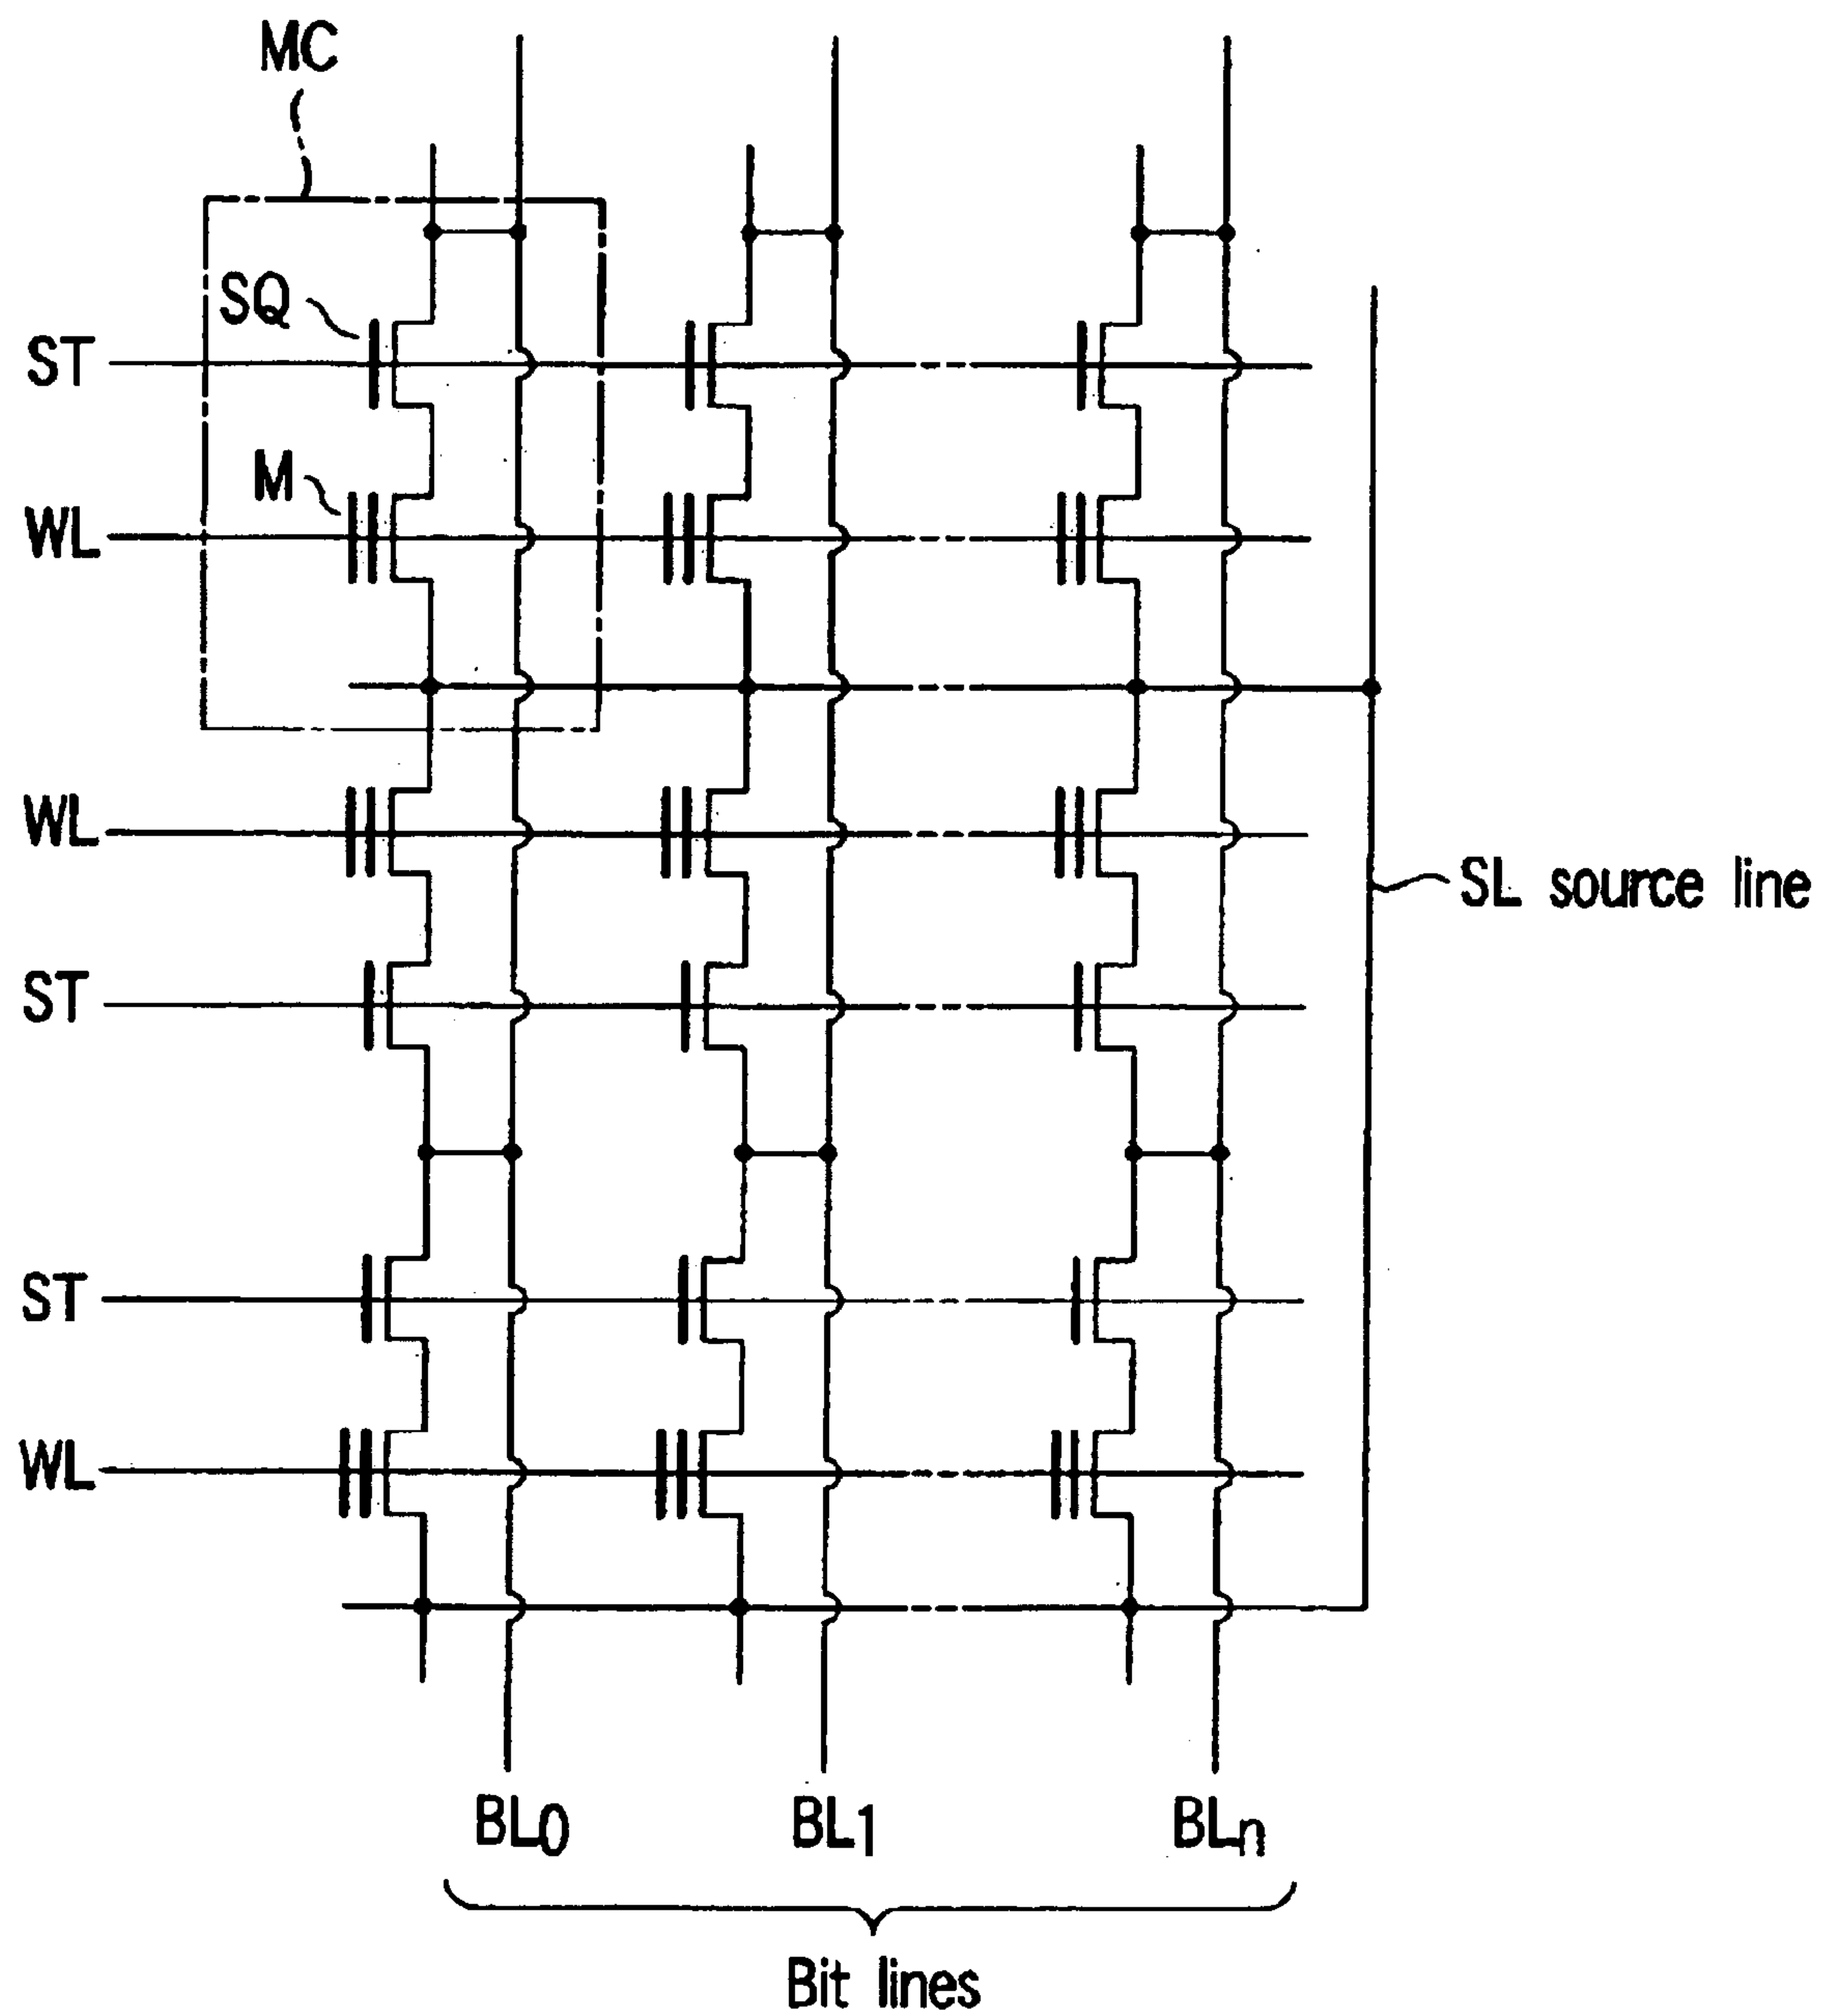 MC
SQ
ST
M
WL
WL
SL source line
ST
ST
WL
BL0 BL1 BLn
Bit lines